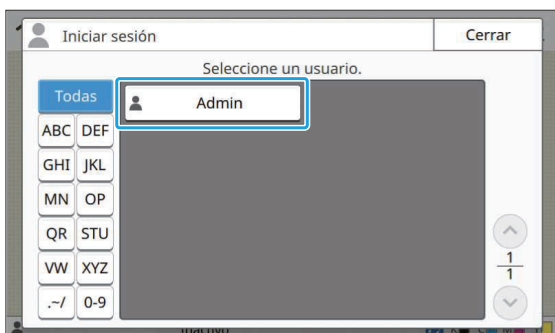 Iniciar sesión
Cerrar
Seleccione un usuario.
Todas
Admin
ABC DEF
GHI JKL
MN OP
QR STU
VW XYZ
.~/ 0-9
1
1